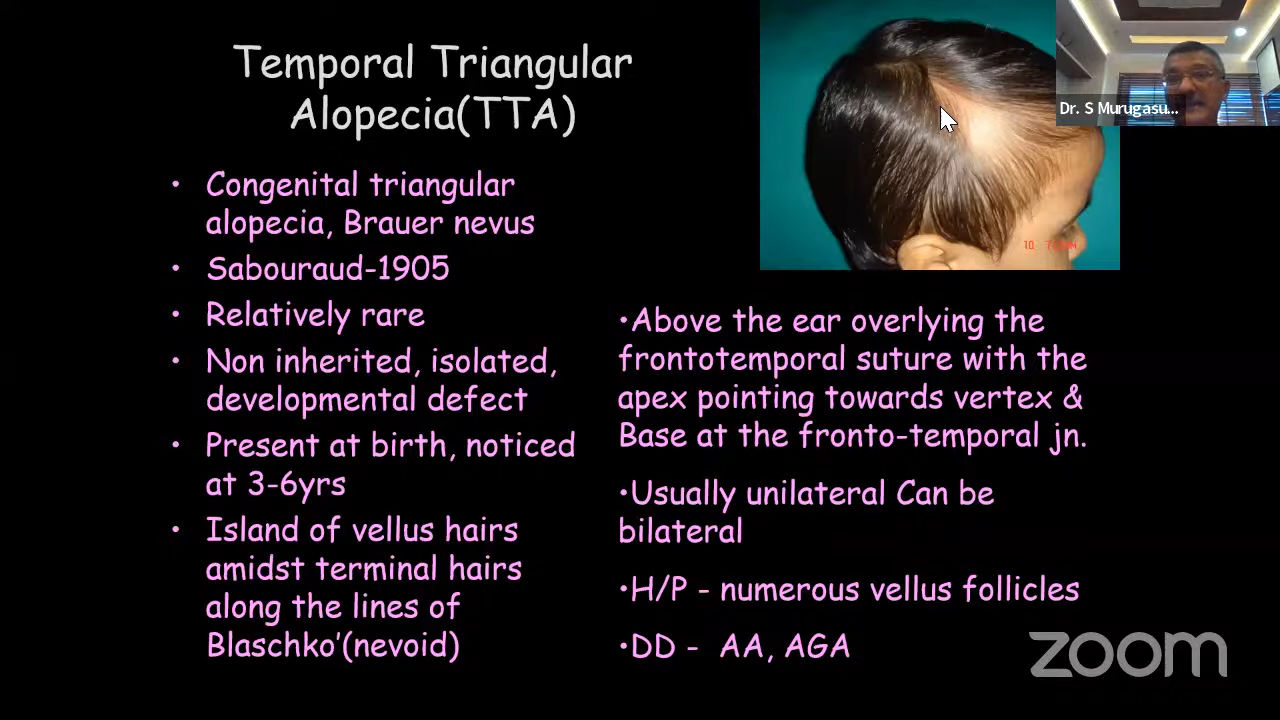 Temporal Triangular
Alopecia(TTA)
• Congenital triangular
alopecia, Brauer nevus
• Sabouraud-1905
• Relatively rare
• Non inherited, isolated,
developmental defect
• Present at birth, noticed
at 3-6yrs
• Island of vellus hairs
amidst terminal hairs
along the lines of
Blaschko'(nevoid)
Dr. S Murugasu...
•Above the ear overlying the
frontotemporal suture with the
apex pointing towards vertex &
Base at the fronto-temporal jn.
•Usually unilateral Can be
bilateral
•H/P - numerous vellus follicles
•DD - AA, AGA
zoom